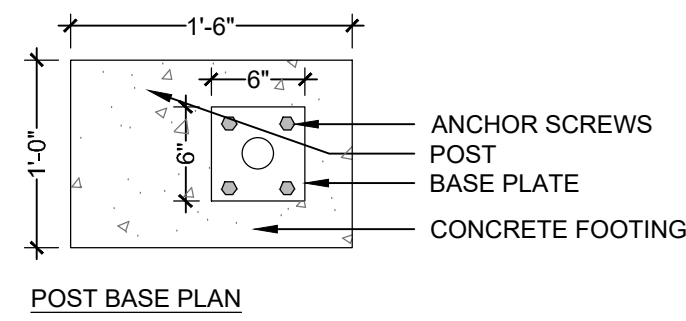 1'-6"
6"
1'-0"
6"
ANCHOR SCREWS
POST
BASE PLATE
CONCRETE FOOTING
POST BASE PLAN